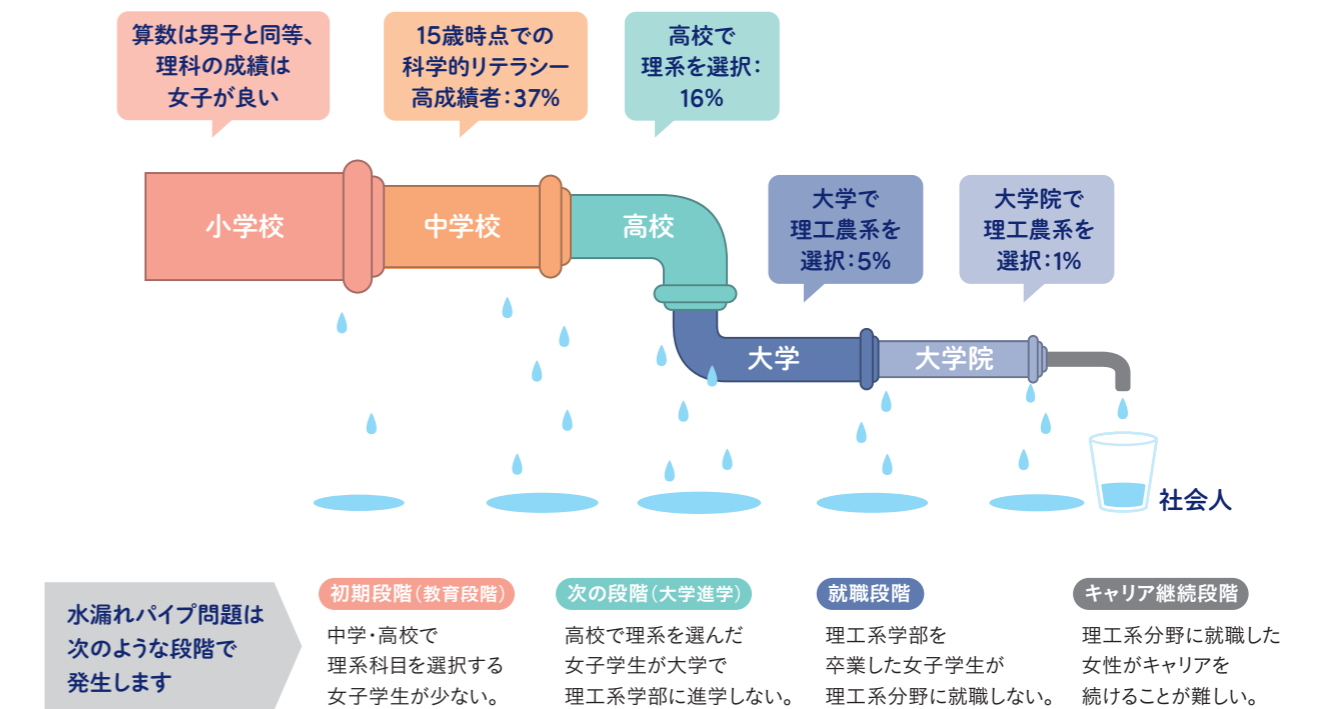 算数は男子と同等、
理科の成績は
女子が良い
15歳時点での
科学的リテラシー
高成績者：37%
高校で
理系を選択：
16%
小学校
中学校
高校
大学で
理工農系を
選択：5%
大学院で
理工農系を
選択：1%
大学
大学院
社会人
水漏れパイプ問題は
次のような段階で
発生します
初期段階（教育段階）
中学・高校で
理系科目を選択する
女子学生が少ない。
次の段階（大学進学）
高校で理系を選んだ
女子学生が大学で
理工系学部に進学しない。
就職段階
理工系学部を
卒業した女子学生が
理工系分野に就職しない。
キャリア継続段階
理工系分野に就職した
女性がキャリアを
続けることが難しい。